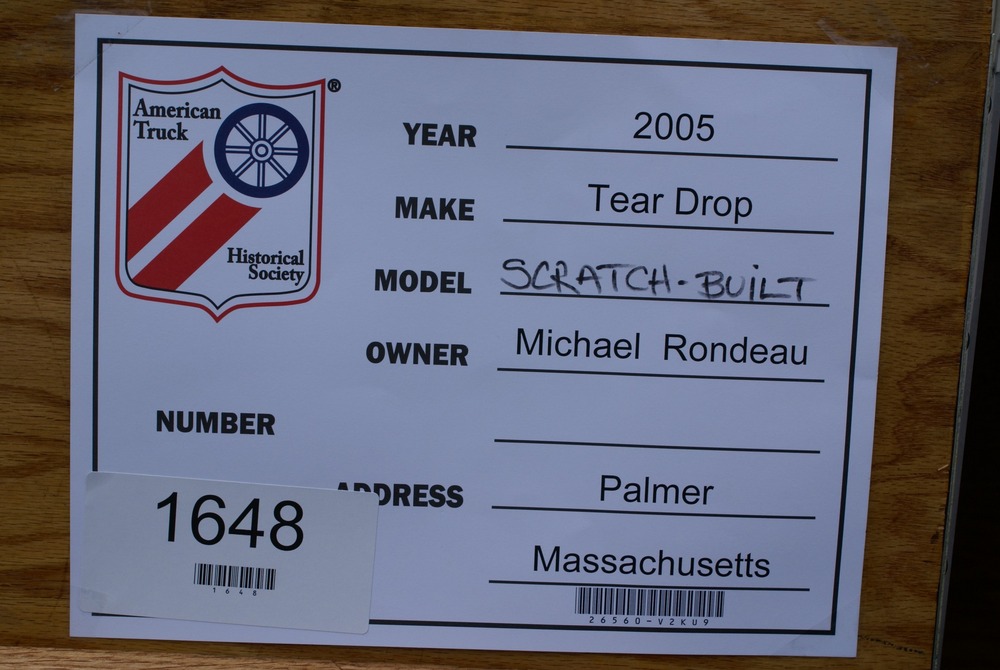 American
Truck
®
Historical
Society
YEAR 2005
MAKE Tear Drop
MODEL SCRATCH-BUILT
OWNER Michael Rondeau
NUMBER
1648
1648
ADDRESS Palmer
Massachusetts
26560-V2KU9